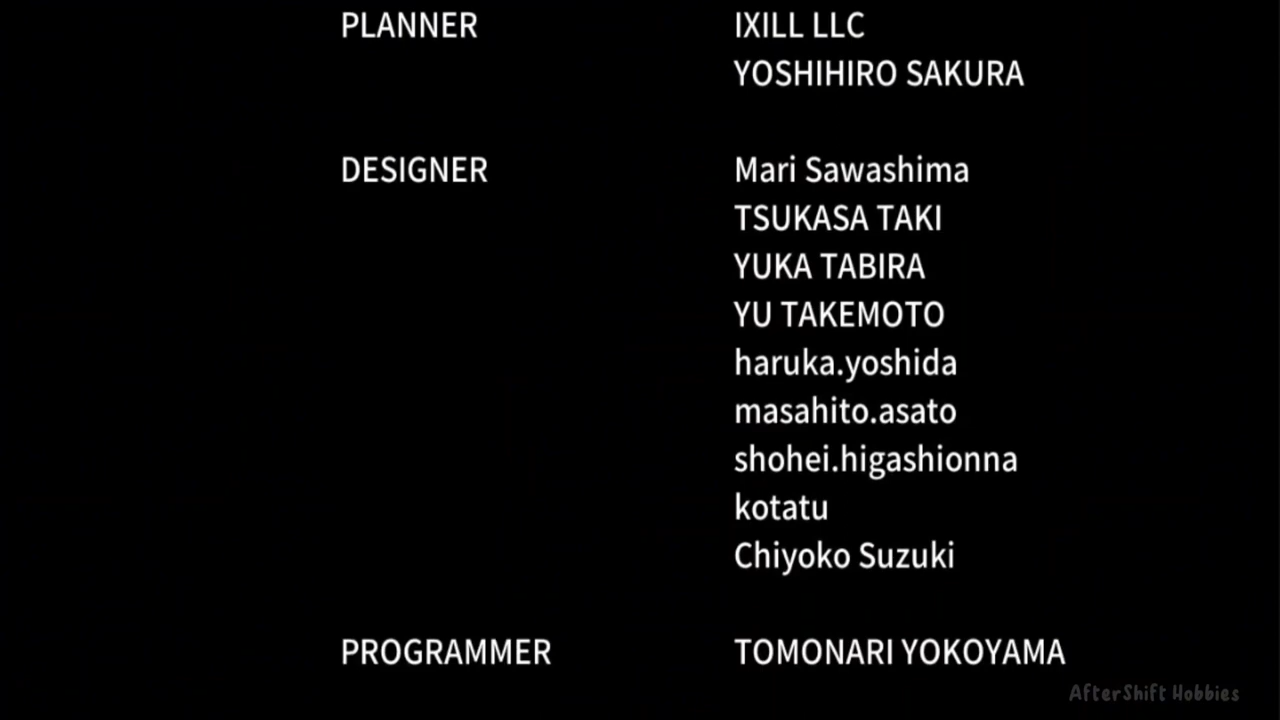 PLANNER IXILL LLC
YOSHIHIRO SAKURA
DESIGNER Mari Sawashima
TSUKASA TAKI
YUKA TABIRA
YU TAKEMOTO
haruka.yoshida
masahito.asato
shohei.higashionna
kotatu
Chiyoko Suzuki
PROGRAMMER TOMONARI YOKOYAMA
AfterShift Hobbies